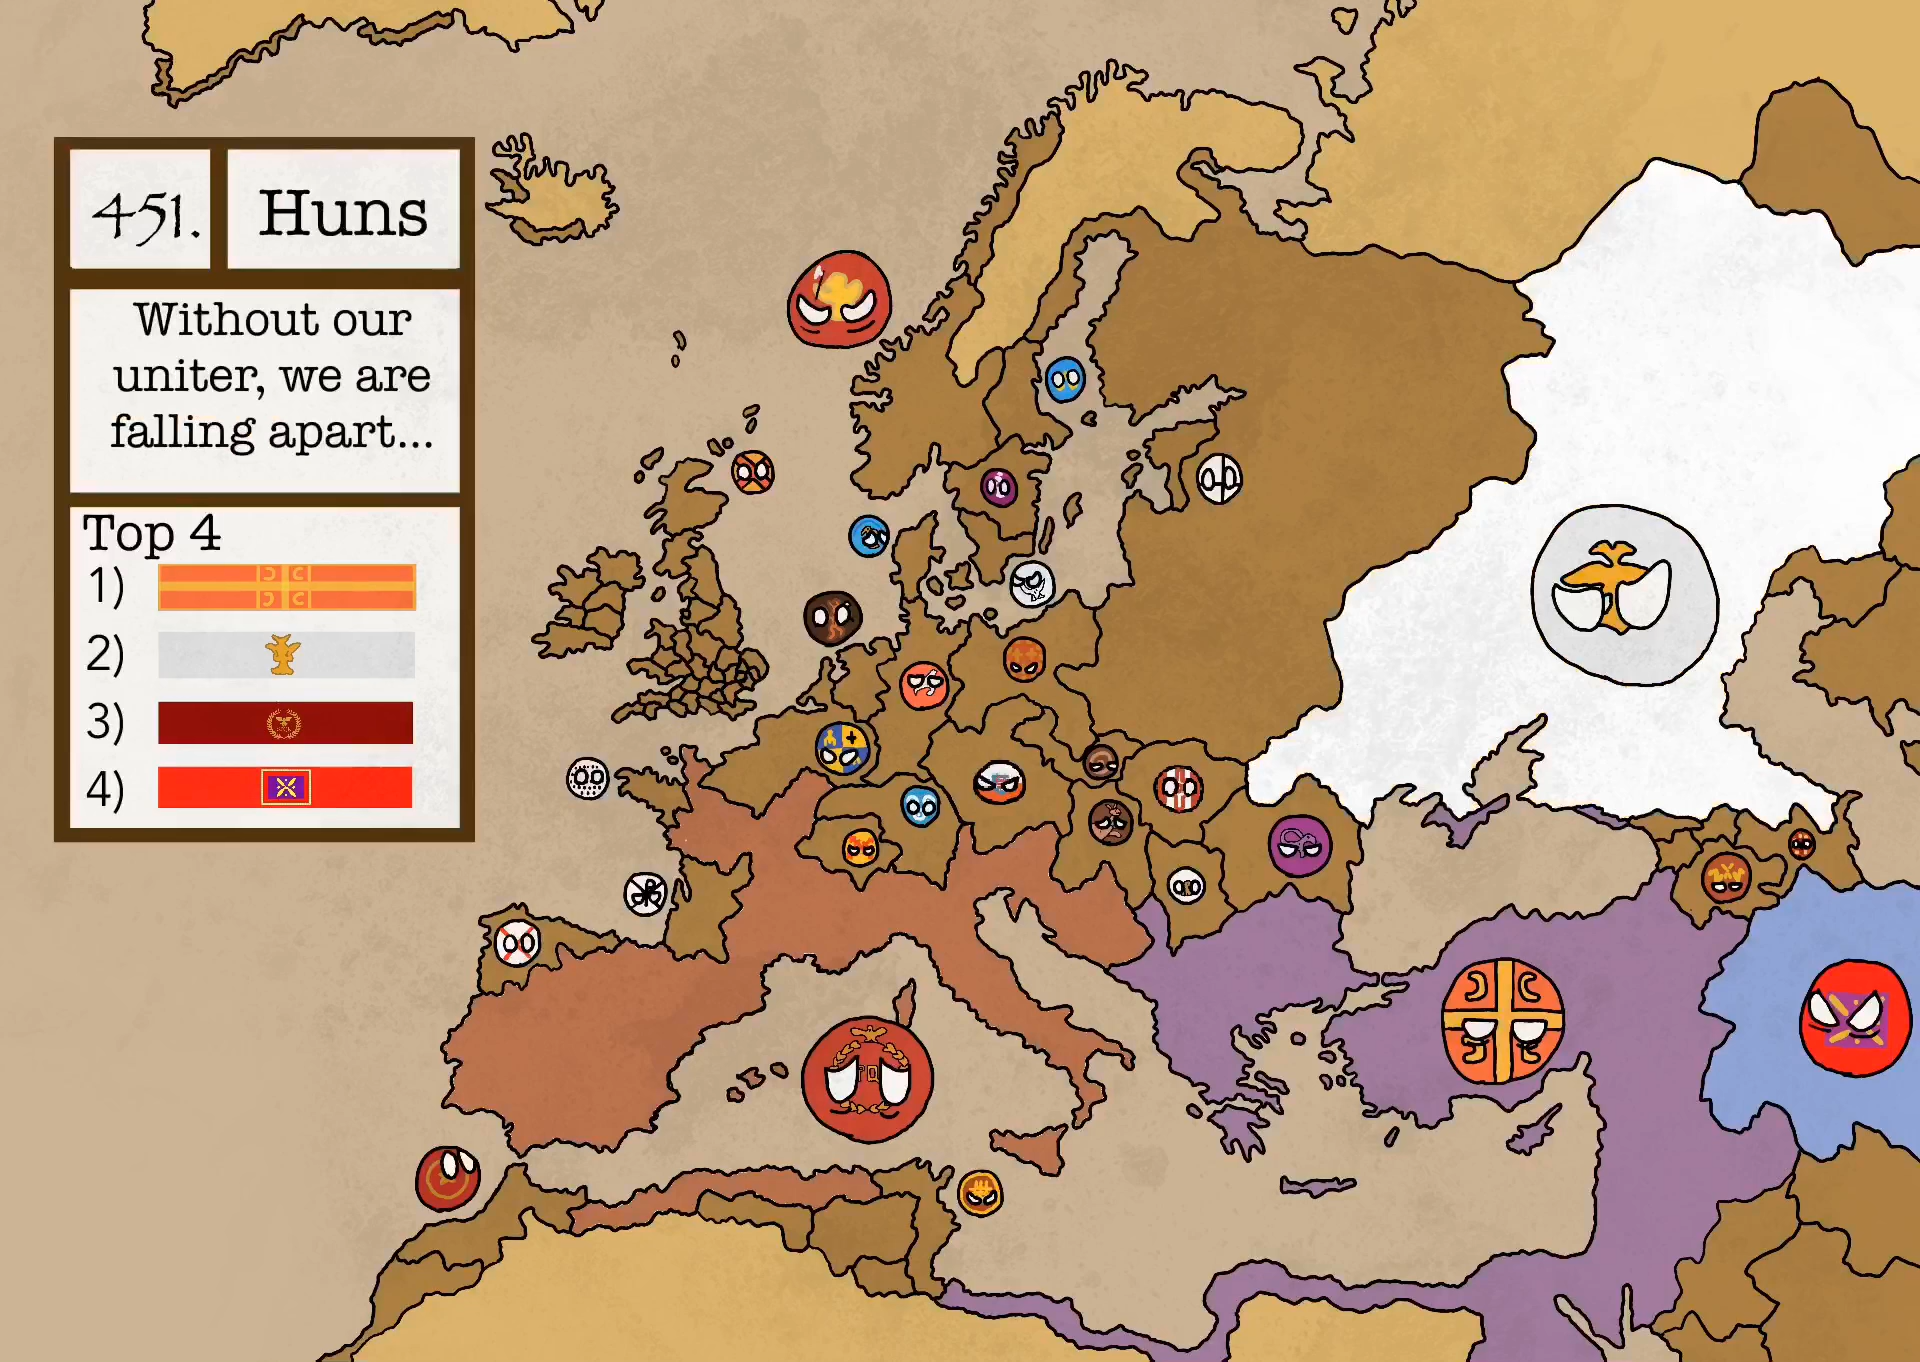 451.
Huns
Without our
uniter, we are
falling apart...
Top 4
1)
2)
3)
4)